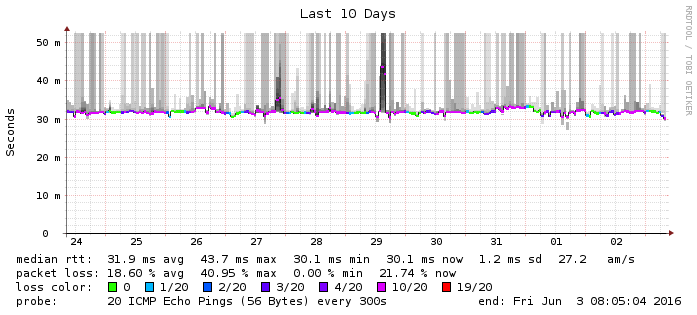 Last 10 Days
RRDTOOL / TOBI OETIKER
Seconds
50 m
40 m
30 m
20 m
10 m
0
24 25 26 27 28 29 30 31 01 02
median rtt: 31.9 ms avg 43.7 ms max 30.1 ms min 30.1 ms now 1.2 ms sd 27.2 am/s
packet loss: 18.60 % avg 40.95 % max 0.00 % min 21.74 % now
loss color: 0 1/20 2/20 3/20 4/20 10/20 19/20
probe: 20 ICMP Echo Pings (56 Bytes) every 300s end: Fri Jun 3 08:05:04 2016